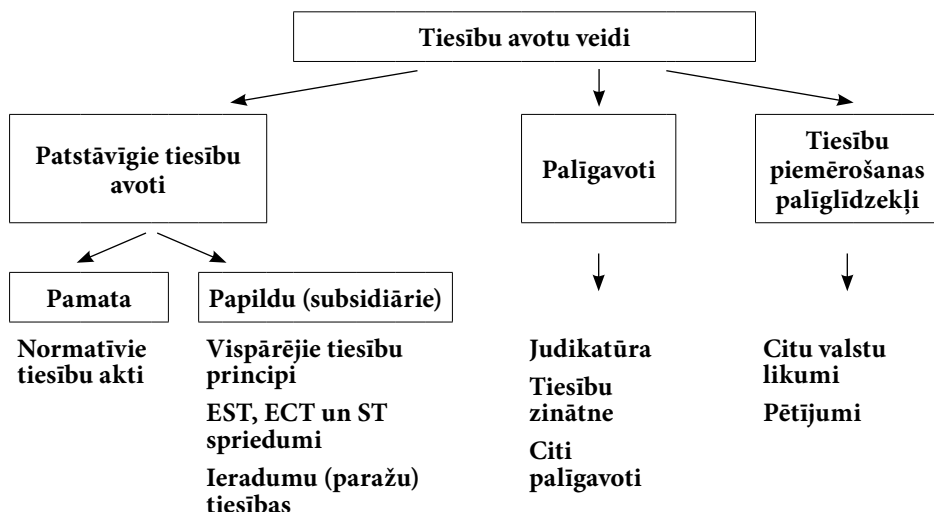 Tiesību avotu veidi
Patstāvīgie tiesību
avoti
Palīgavoti
Tiesību
piemērošanas
palīglīdzekļi
Pamata
Papildu (subsidiārie)
Normatīvie
tiesību akti
Vispārējie tiesību
principi
EST, ECT un ST
spriedumi
Ieradumu (paražu)
tiesības
Judikatūra
Tiesību
zinātne
Citi
palīgavoti
Citu valstu
likumi
Pētījumi